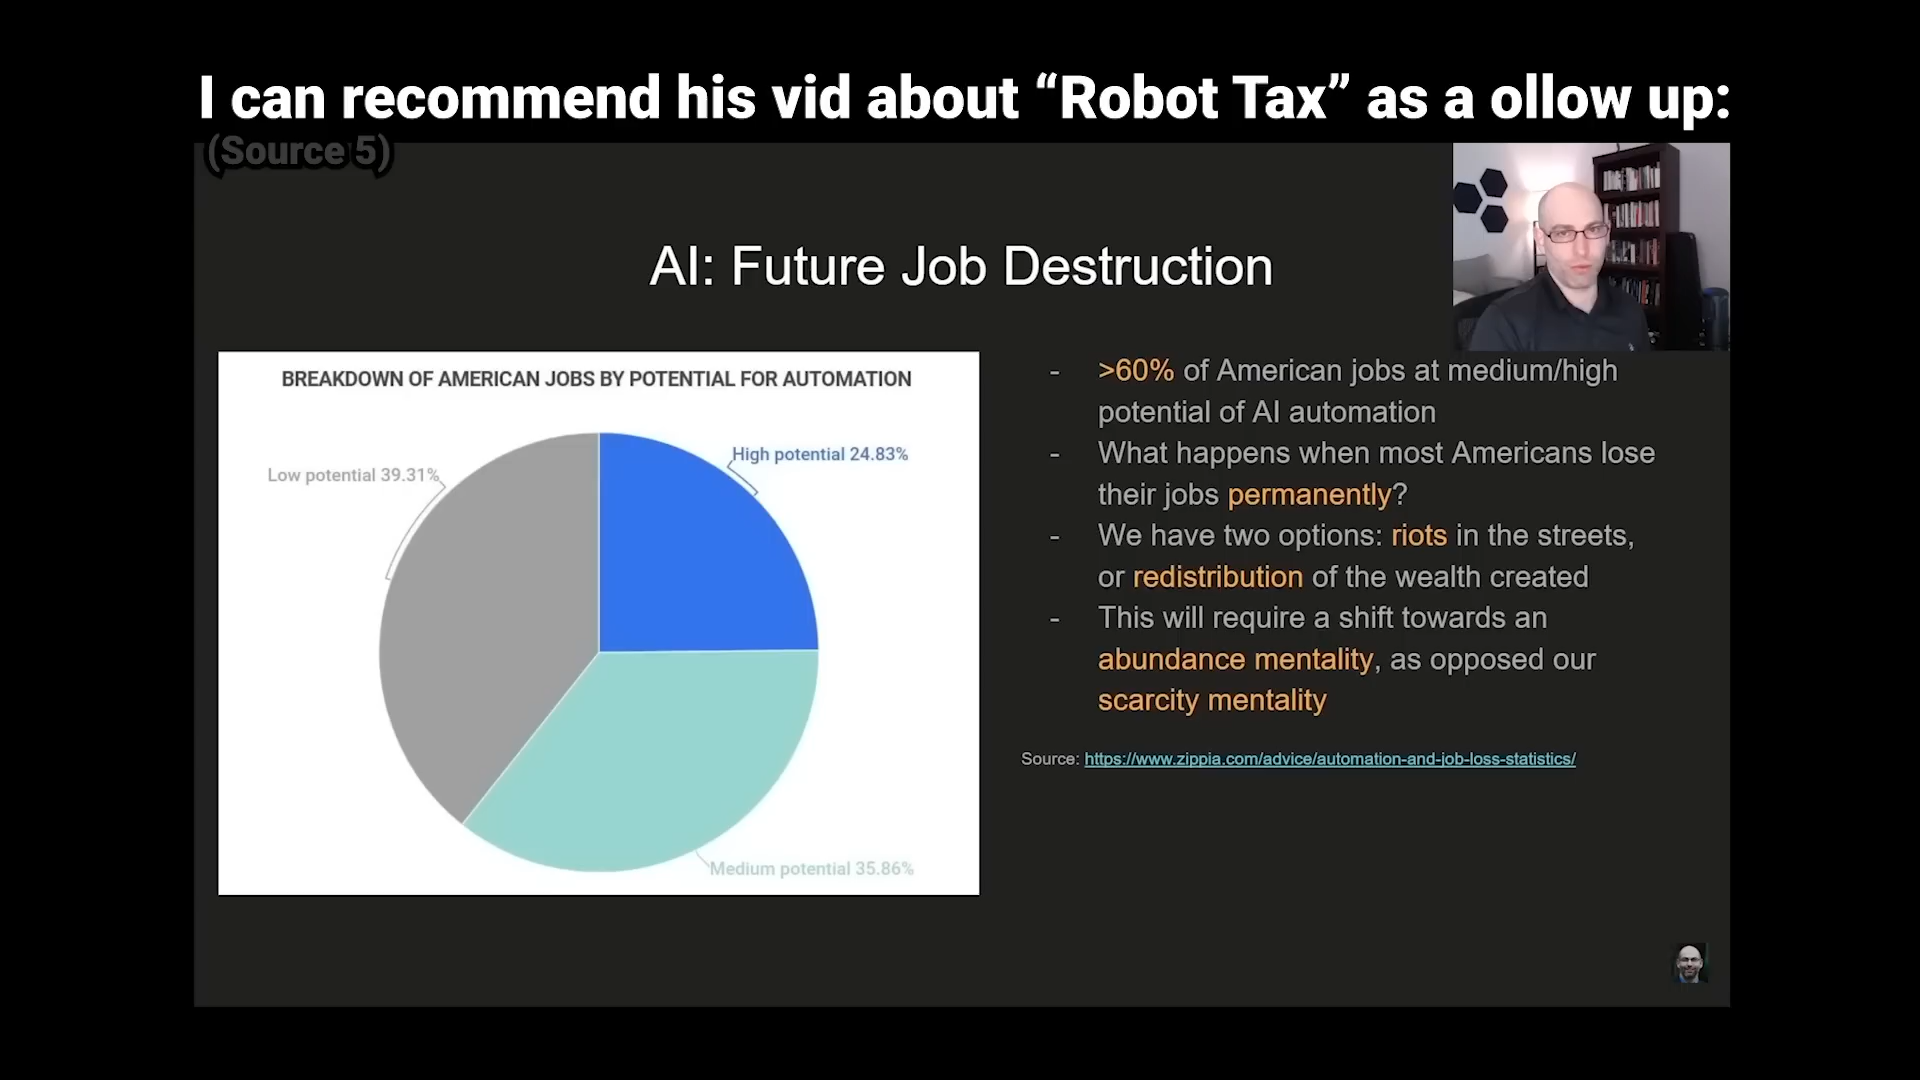 I can recommend his vid about “Robot Tax” as a ollow up:
(Source 5)
AI: Future Job Destruction
BREAKDOWN OF AMERICAN JOBS BY POTENTIAL FOR AUTOMATION
High potential 24.83%
Low potential 39.31%
Medium potential 35.86%
- >60% of American jobs at medium/high
potential of AI automation
- What happens when most Americans lose
their jobs permanently?
- We have two options: riots in the streets,
or redistribution of the wealth created
- This will require a shift towards an
abundance mentality, as opposed our
scarcity mentality
Source: https://www.zippia.com/advice/automation-and-job-loss-statistics/